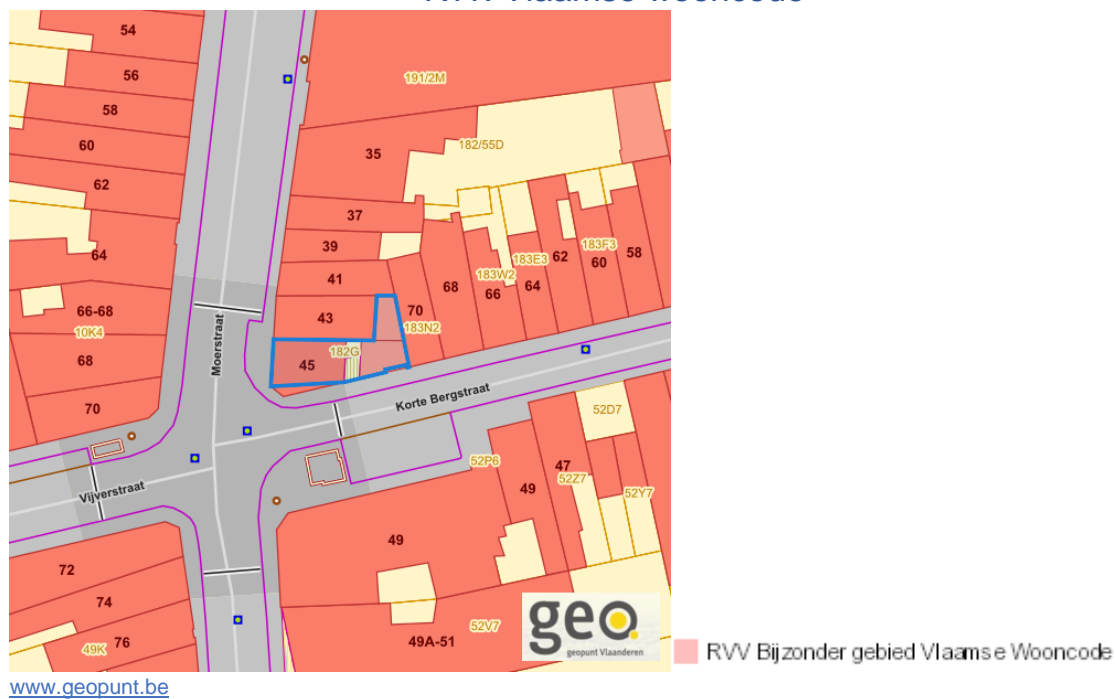 RVV Vlaamse wooncode
54
56
191/2M
58
60
35
182/55D
62
37
64
39
183E3
62
183F3
60
58
41
68
183W2
66
64
66-68
10K4
43
70
183N2
Moerstraat
68
45
182G
Korte Bergstraat
70
52D7
Vijverstraat
52P6
47
52Z7
49
52Y7
49
72
74
49K
76
52V7
49A-51
geo
geopunt Vlaanderen
RVV Bijzonder gebied Vlaamse Wooncode
www.geopunt.be